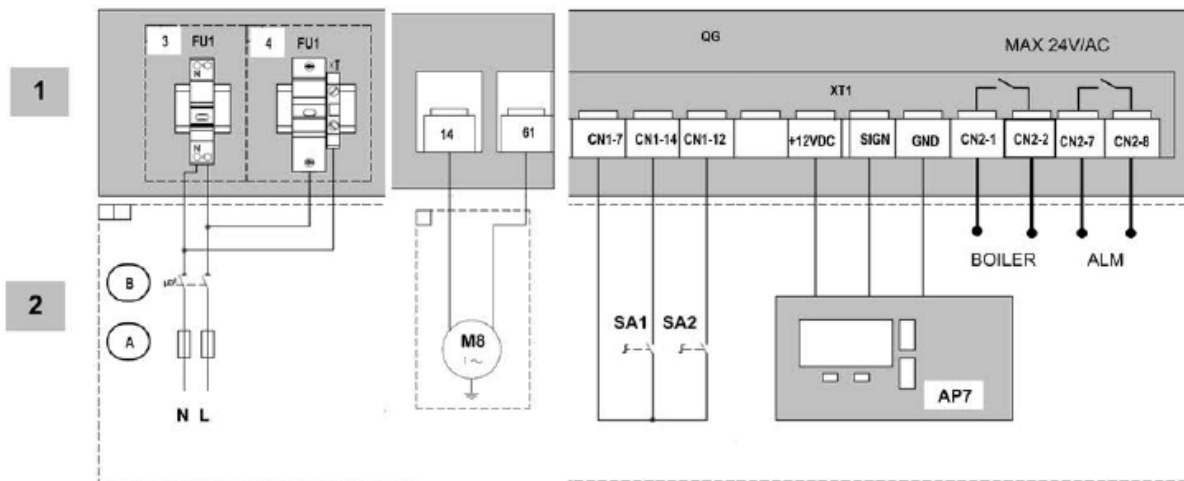 3 FU1 4 FU1
N
N
14 61
QG
MAX 24V/AC
XT1
CN1-7 CN1-14 CN1-12 +12VDC SIGN GND CN2-1 CN2-2 CN2-7 CN2-8
1
2
B
A
N L
M8
1 ~
SA1 SA2
BOILER ALM
AP7